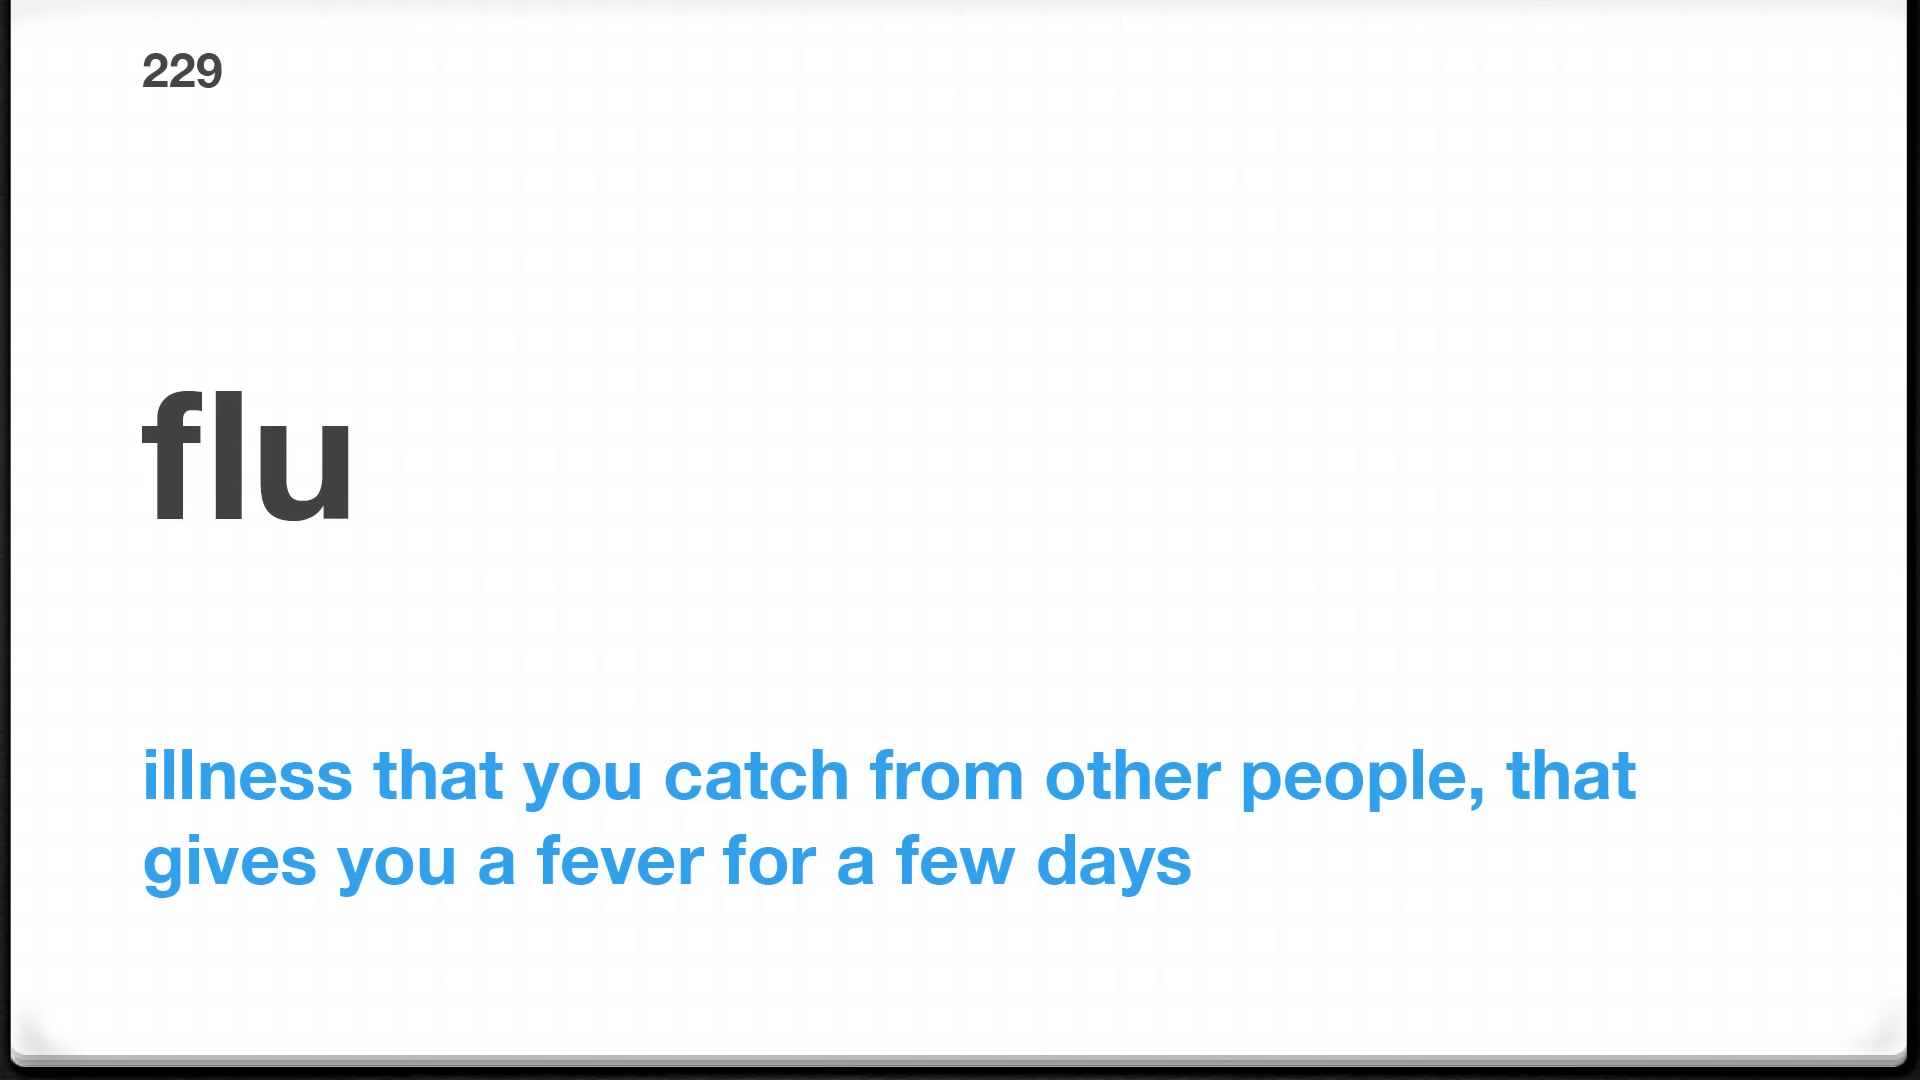 229
flu
illness that you catch from other people, that
gives you a fever for a few days